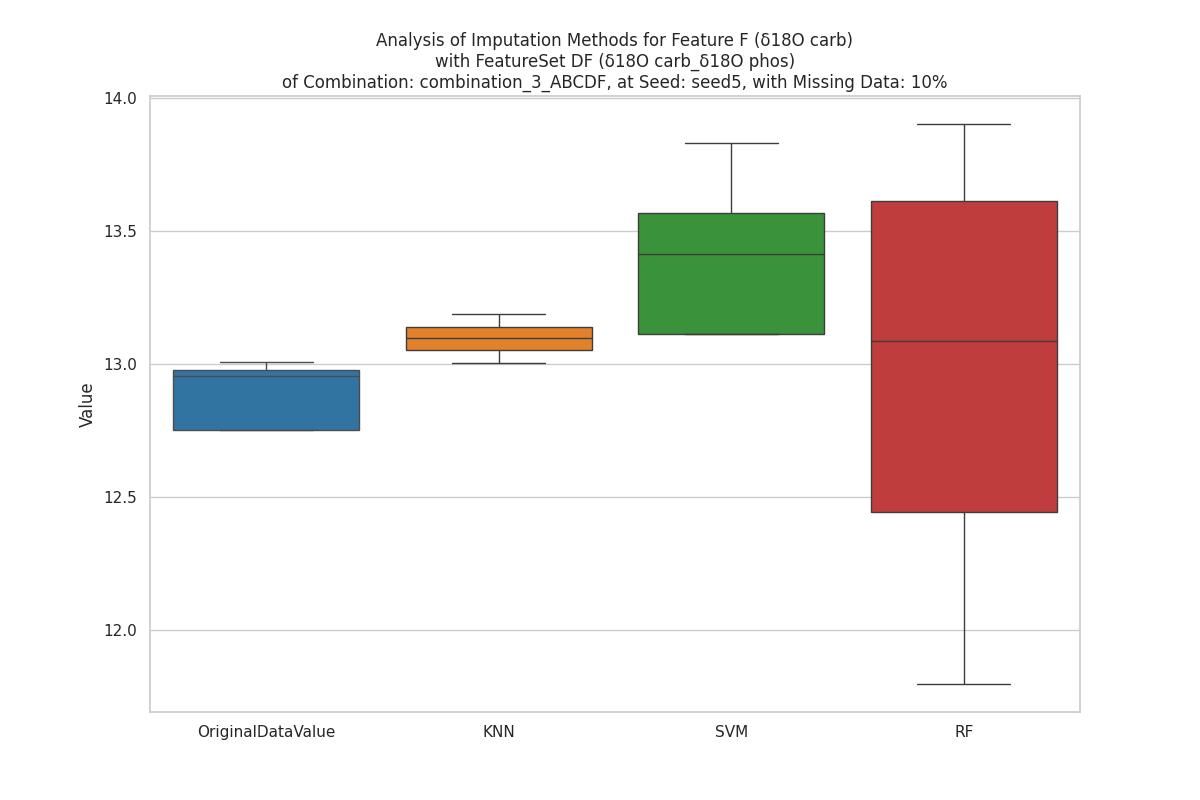 Analysis of Imputation Methods for Feature F (δ18O carb)
with FeatureSet DF (δ18O carb_δ18O phos)
of Combination: combination_3_ABCDF, at Seed: seed5, with Missing Data: 10%
14.0
13.5
13.0
12.5
12.0
Value
OriginalDataValue
KNN
SVM
RF